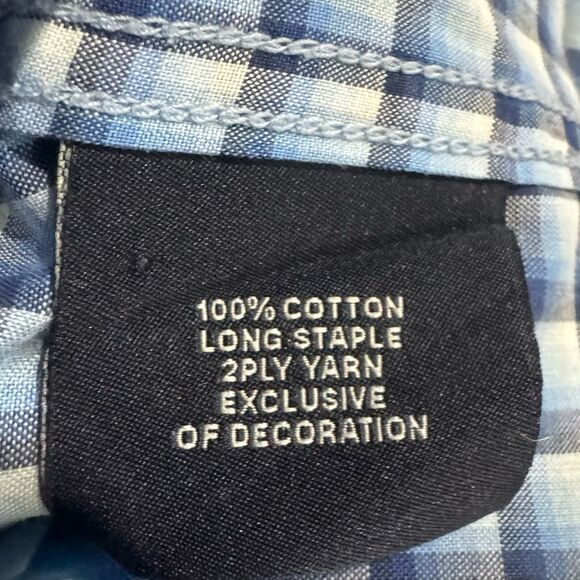 100% COTTON
LONG STAPLE
2PLY YARN
EXCLUSIVE
OF DECORATION